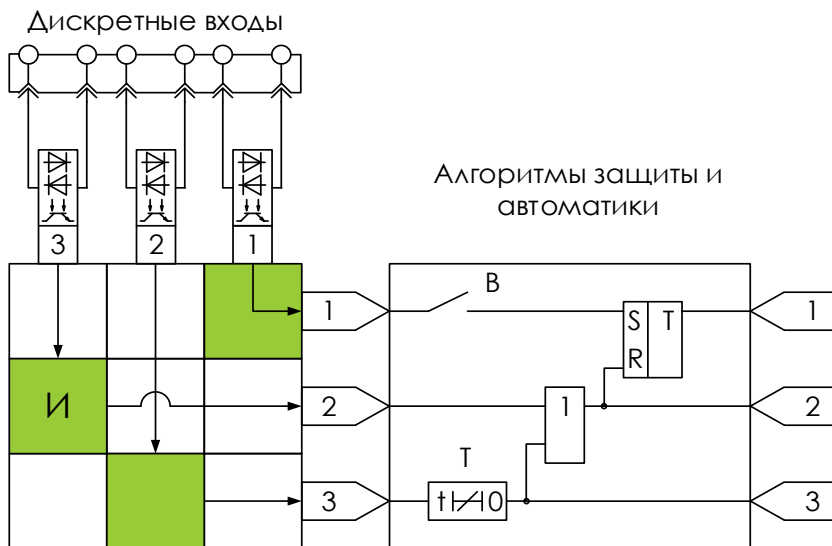 Дискретные входы
Алгоритмы защиты и
автоматики
3 2 1
1 B S T 1
R
И 2 1 2
T
3 t 0 3